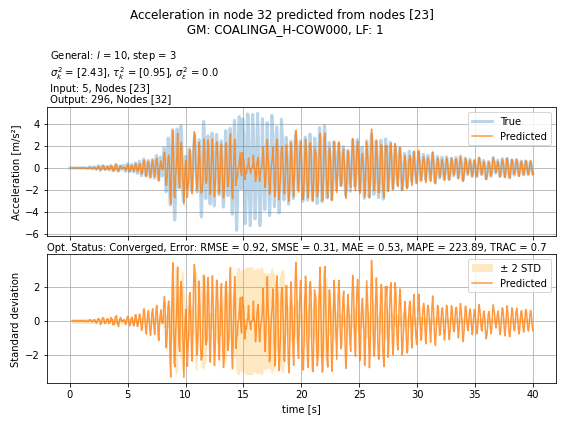 Acceleration in node 32 predicted from nodes [23]
GM: COALINGA_H-COW000, LF: 1
General: l = 10, step = 3
σ²ₖ = [2.43], τ²ₖ = [0.95], σ²ε = 0.0
Input: 5, Nodes [23]
Output: 296, Nodes [32]
Acceleration [m/s²]
4
2
0
−2
−4
−6
True
Predicted
Opt. Status: Converged, Error: RMSE = 0.92, SMSE = 0.31, MAE = 0.53, MAPE = 223.89, TRAC = 0.7
Standard deviation
2
0
−2
± 2 STD
Predicted
0 5 10 15 20 25 30 35 40
time [s]